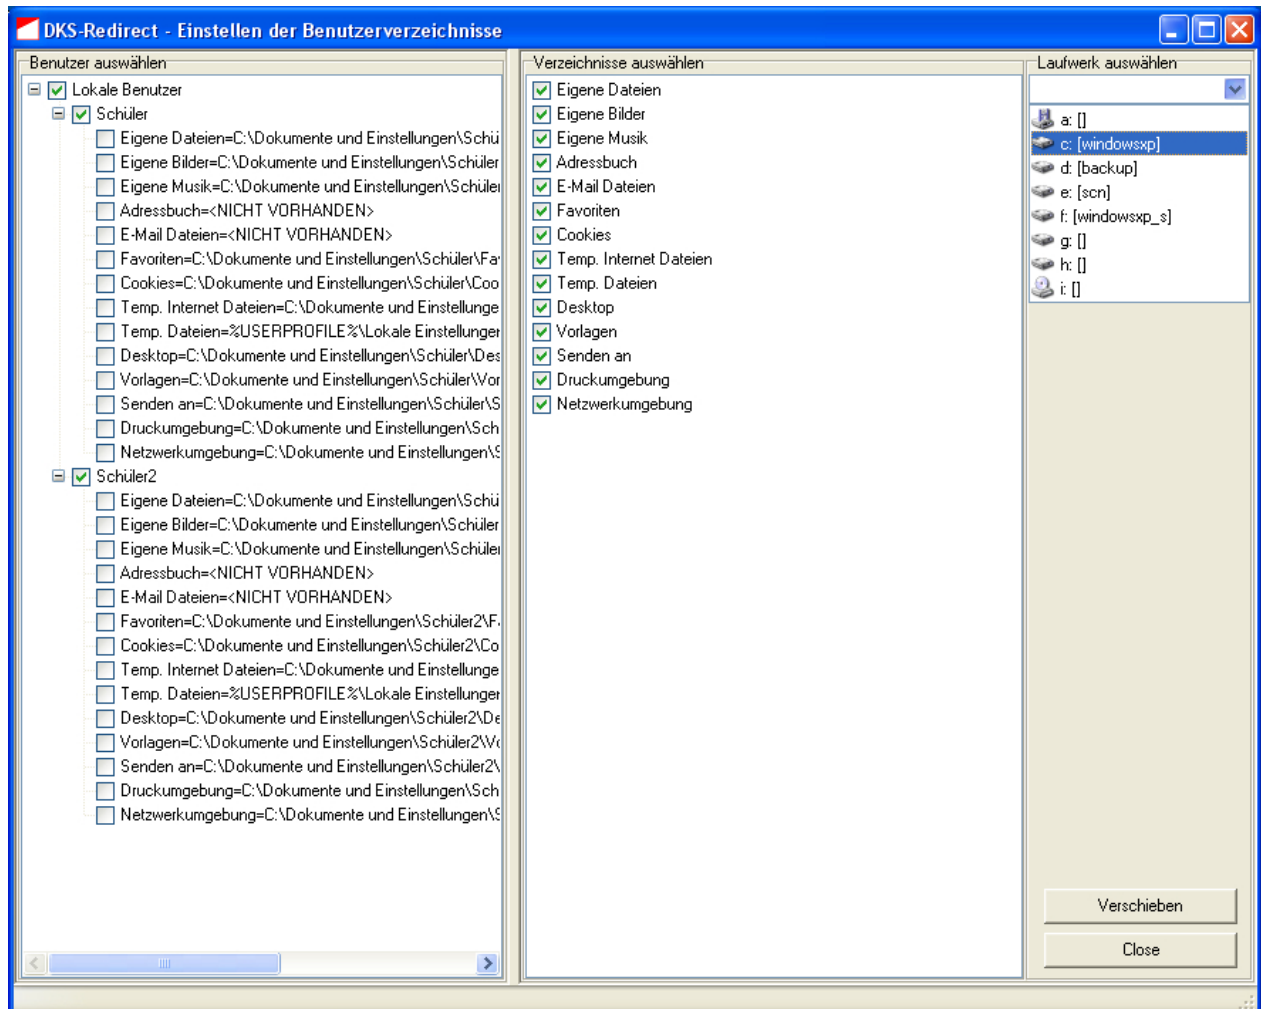 DKS-Redirect - Einstellen der Benutzerverzeichnisse
Benutzer auswählen
Lokale Benutzer
Schüler
Eigene Dateien=C:\Dokumente und Einstellungen\Schü
Eigene Bilder=C:\Dokumente und Einstellungen\Schüler
Eigene Musik=C:\Dokumente und Einstellungen\Schüler
Adressbuch=<NICHT VORHANDEN>
E-Mail Dateien=<NICHT VORHANDEN>
Favoriten=C:\Dokumente und Einstellungen\Schüler\Fa
Cookies=C:\Dokumente und Einstellungen\Schüler\Coo
Temp. Internet Dateien=C:\Dokumente und Einstellunge
Temp. Dateien=%USERPROFILE%\Lokale Einstellungen
Desktop=C:\Dokumente und Einstellungen\Schüler\Des
Vorlagen=C:\Dokumente und Einstellungen\Schüler\Vor
Senden an=C:\Dokumente und Einstellungen\Schüler\S
Druckumgebung=C:\Dokumente und Einstellungen\Sch
Netzwerkumgebung=C:\Dokumente und Einstellungen\S
Schüler2
Eigene Dateien=C:\Dokumente und Einstellungen\Schü
Eigene Bilder=C:\Dokumente und Einstellungen\Schüler
Eigene Musik=C:\Dokumente und Einstellungen\Schüler
Adressbuch=<NICHT VORHANDEN>
E-Mail Dateien=<NICHT VORHANDEN>
Favoriten=C:\Dokumente und Einstellungen\Schüler2\F
Cookies=C:\Dokumente und Einstellungen\Schüler2\Co
Temp. Internet Dateien=C:\Dokumente und Einstellunge
Temp. Dateien=%USERPROFILE%\Lokale Einstellungen
Desktop=C:\Dokumente und Einstellungen\Schüler2\De
Vorlagen=C:\Dokumente und Einstellungen\Schüler2\Vo
Senden an=C:\Dokumente und Einstellungen\Schüler2\
Druckumgebung=C:\Dokumente und Einstellungen\Sch
Netzwerkumgebung=C:\Dokumente und Einstellungen\S
Verzeichnisse auswählen
Eigene Dateien
Eigene Bilder
Eigene Musik
Adressbuch
E-Mail Dateien
Favoriten
Cookies
Temp. Internet Dateien
Temp. Dateien
Desktop
Vorlagen
Senden an
Druckumgebung
Netzwerkumgebung
Laufwerk auswählen
a: []
c: [windowsxp]
d: [backup]
e: [scn]
f: [windowsxp_s]
g: []
h: []
i: []
Verschieben
Close